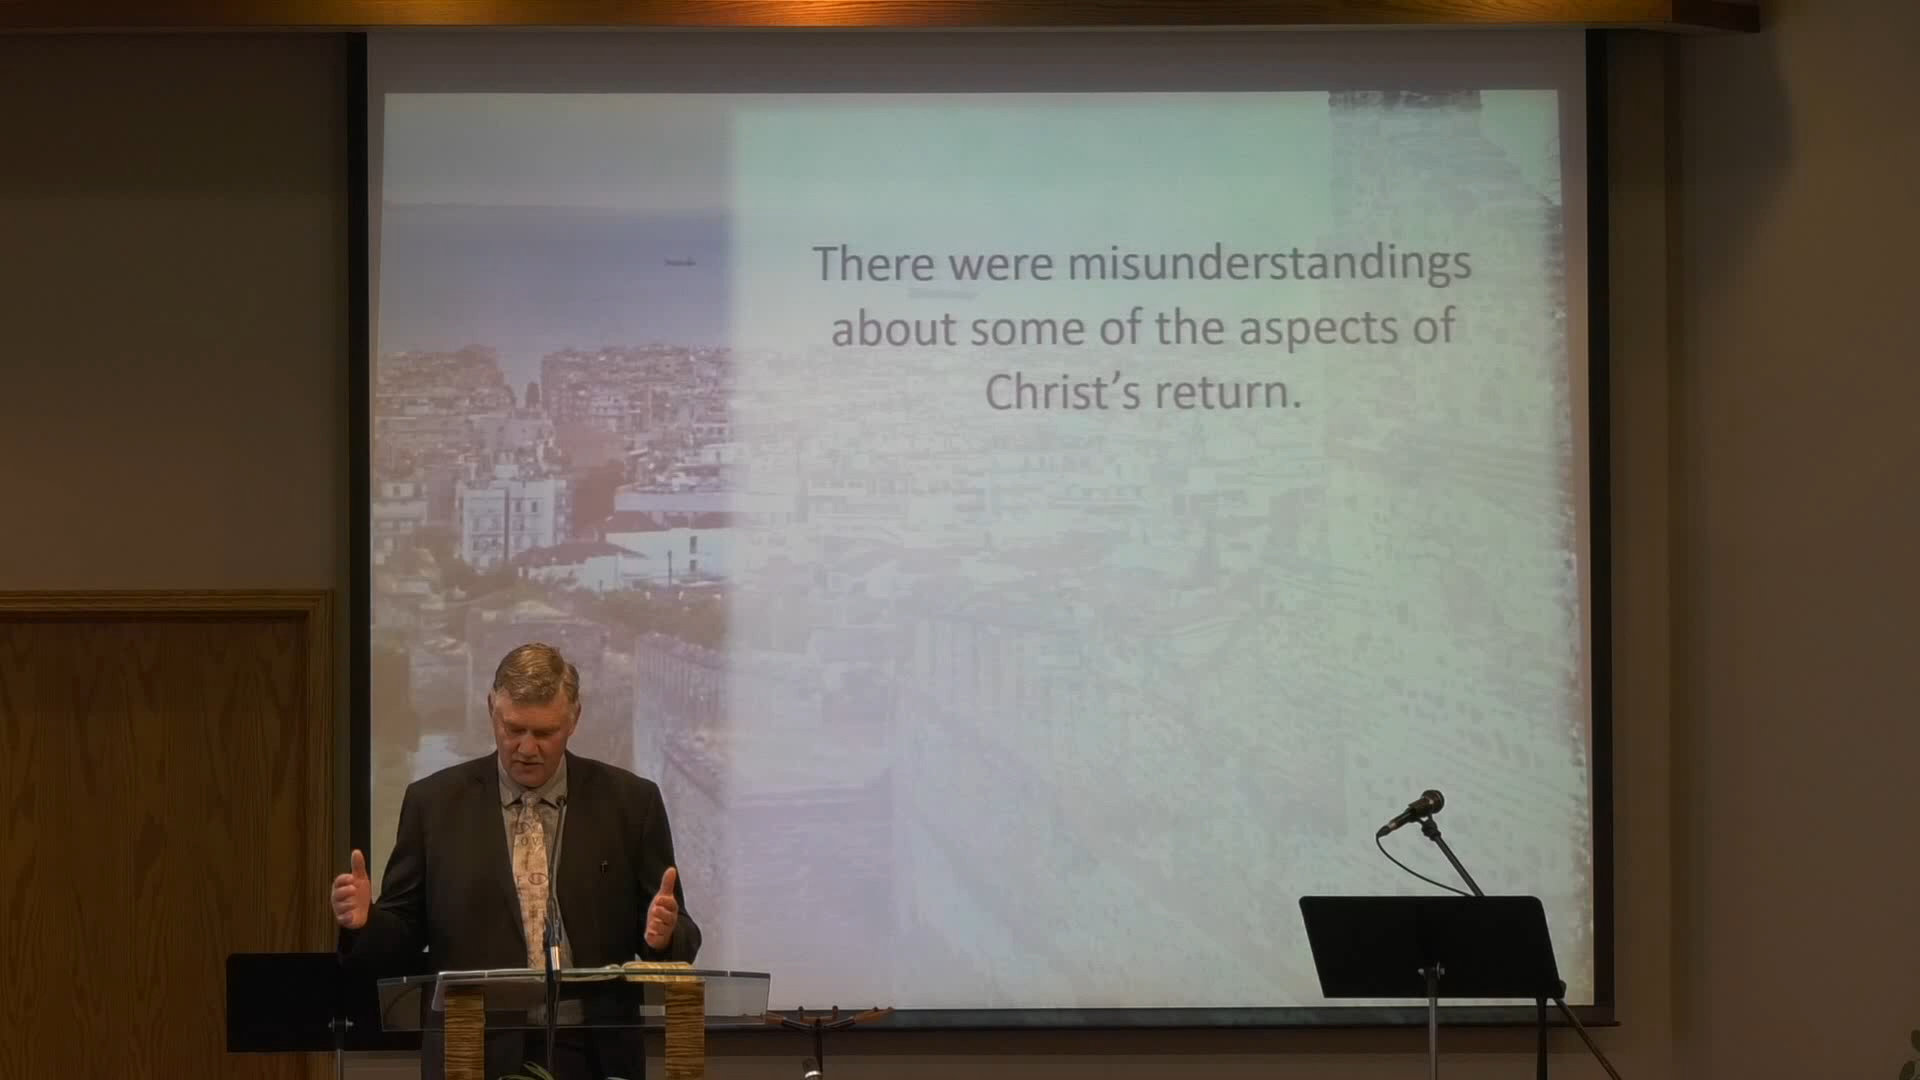 There were misunderstandings
about some of the aspects of
Christ's return.